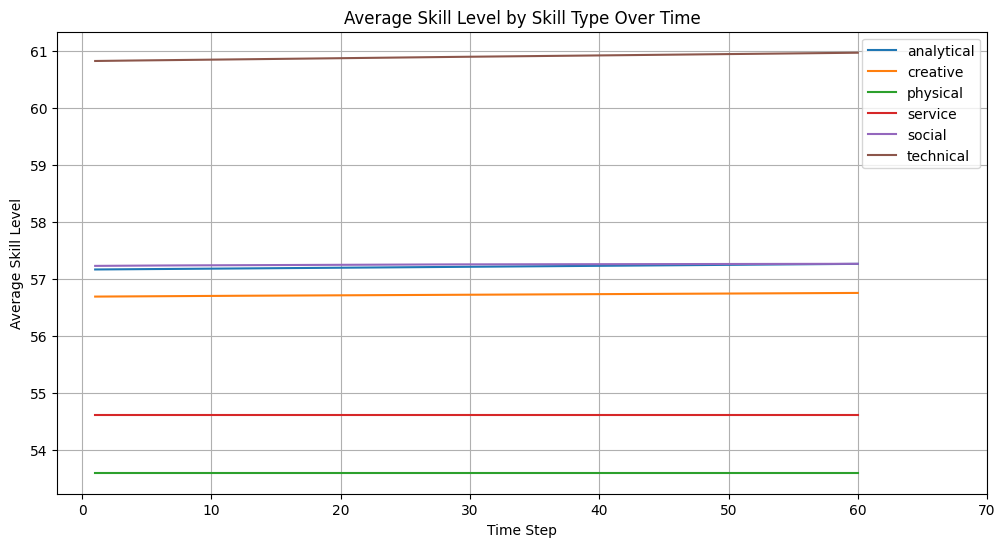 Average Skill Level by Skill Type Over Time
61
60
59
58
57
56
55
54
Average Skill Level
analytical
creative
physical
service
social
technical
0 10 20 30 40 50 60 70
Time Step